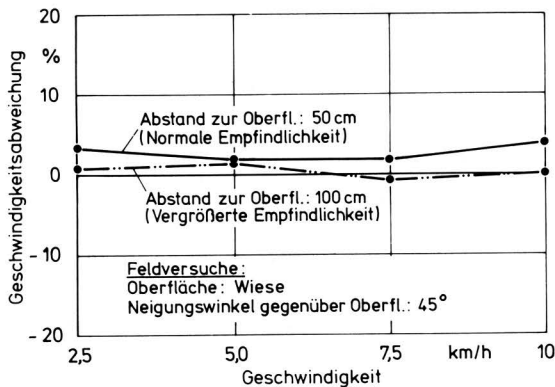 Geschwindigkeitsabweichung
20
%
10
0
- 10
- 20
Abstand zur Oberfl.: 50 cm
(Normale Empfindlichkeit)
Abstand zur Oberfl.: 100 cm
(Vergrößerte Empfindlichkeit)
Feldversuche:
Oberfläche: Wiese
Neigungswinkel gegenüber Oberfl.: 45°
2,5 5,0 7,5 km/h 10
Geschwindigkeit